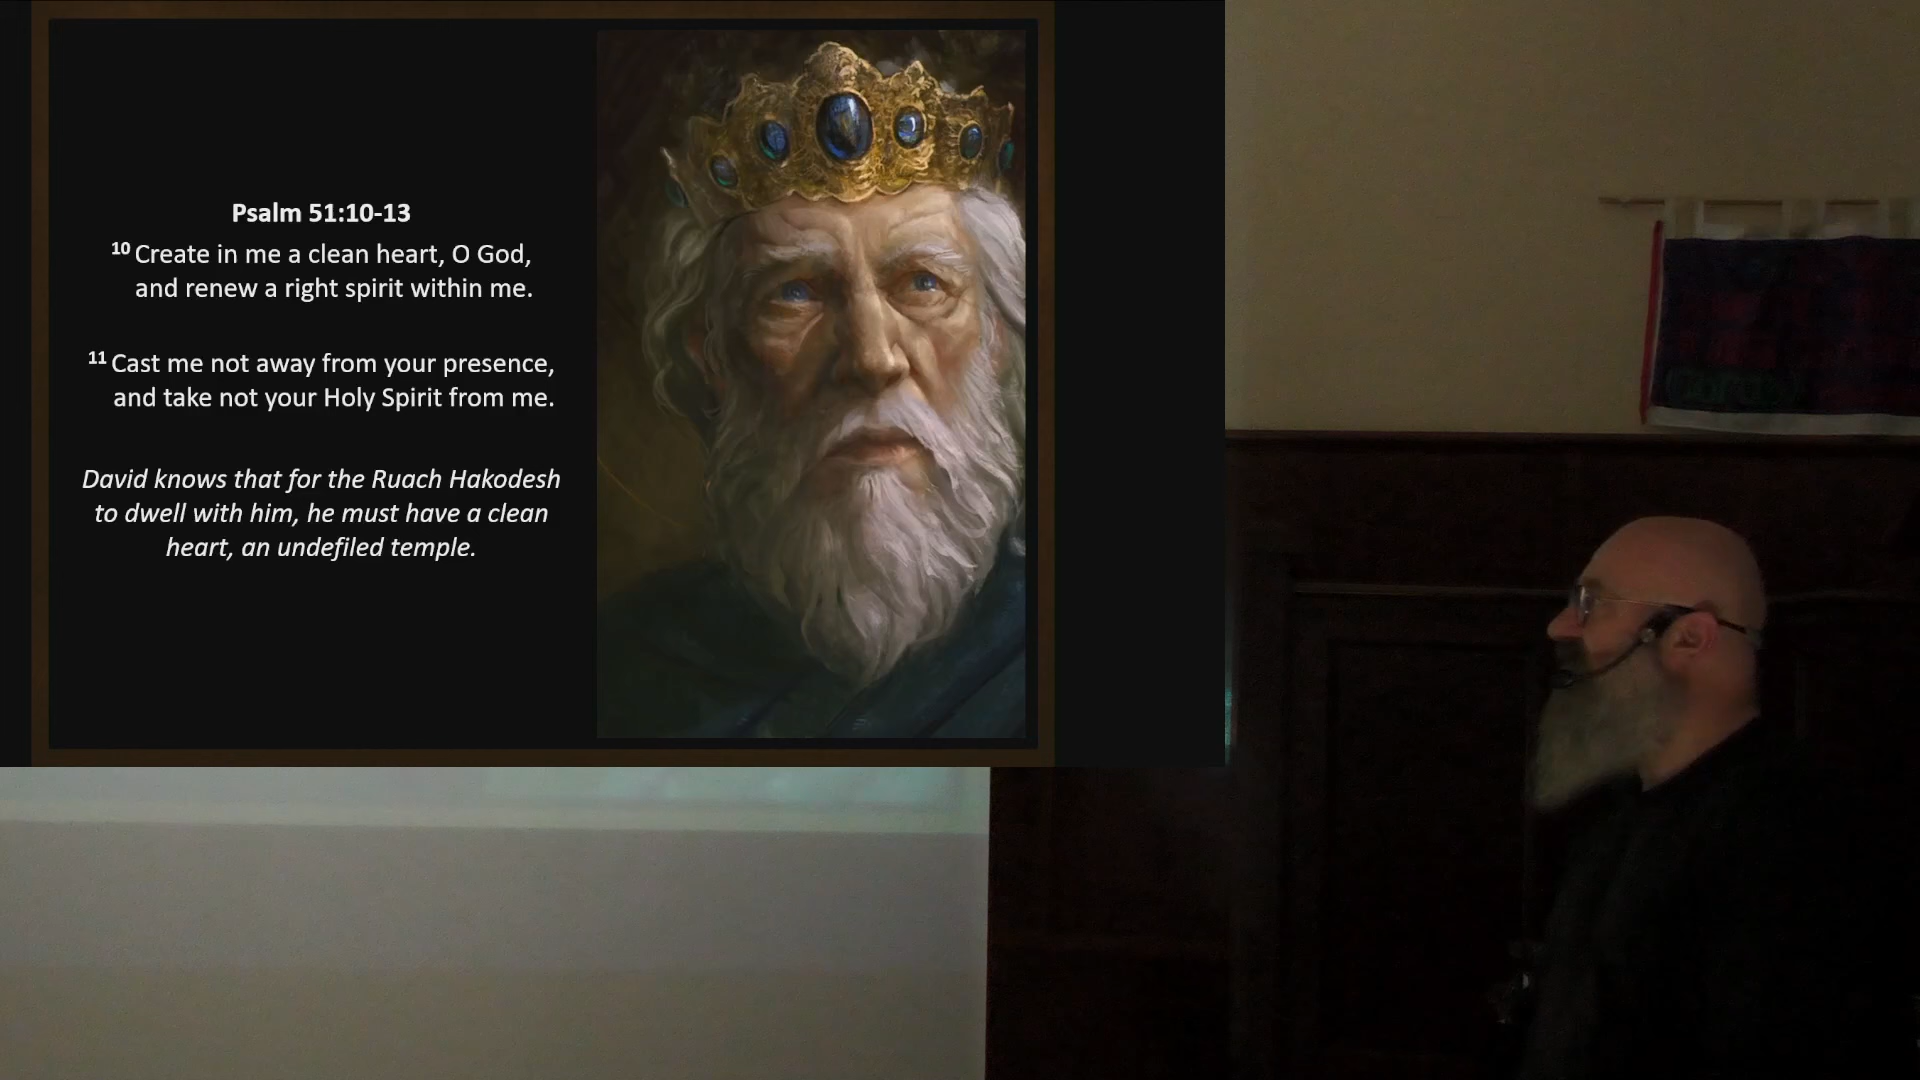 Psalm 51:10-13
10 Create in me a clean heart, O God,
and renew a right spirit within me.
11 Cast me not away from your presence,
and take not your Holy Spirit from me.
David knows that for the Ruach Hakodesh
to dwell with him, he must have a clean
heart, an undefiled temple.